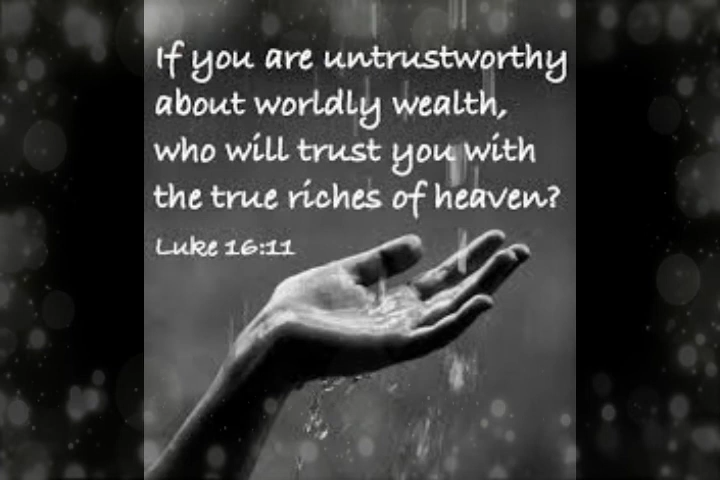 If you are untrustworthy
about worldly wealth,
who will trust you with
the true riches of heaven?
Luke 16:11